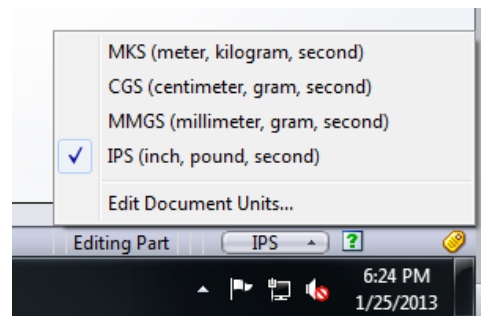 MKS (meter, kilogram, second)
CGS (centimeter, gram, second)
MMGS (millimeter, gram, second)
IPS (inch, pound, second)
Edit Document Units...
Editing Part IPS ?
6:24 PM
1/25/2013